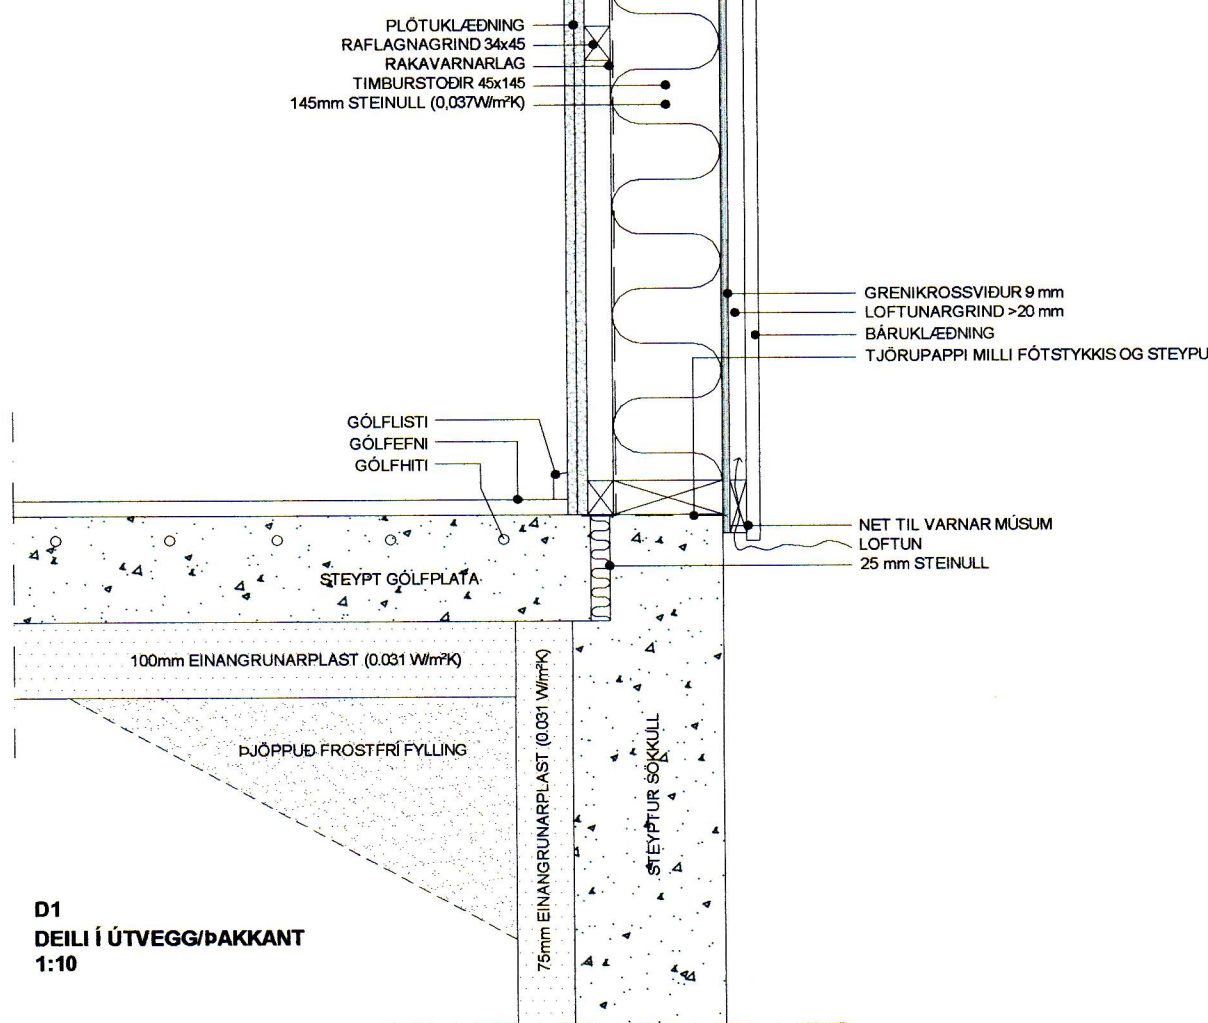 PLÖTUKLÆÐNING
RAFLAGNAGRIND 34x45
RAKAVARNARLAG
TIMBURSTOÐIR 45x145
145mm STEINULL (0,037W/m²K)
GRENIKROSSVIÐUR 9 mm
LOFTUNARGRIND >20 mm
BÁRUKLÆÐNING
TJÖRUPAPPI MILLI FÓTSTYKKIS OG STEYPU
GÓLFLISTI
GÓLFEFNI
GÓLFHITI
NET TIL VARNAR MÚSUM
LOFTUN
25 mm STEINULL
STEYPT GÓLFPLATA
100mm EINANGRUNARPLAST (0.031 W/m²K)
ÞJÖPPUÐ FROSTFRÍ FYLLING
75mm EINANGRUNARPLAST (0.031 W/m²K)
STEYPTUR SÖKKULL
D1
DEILI Í ÚTVEGG/ÞAKKANT
1:10